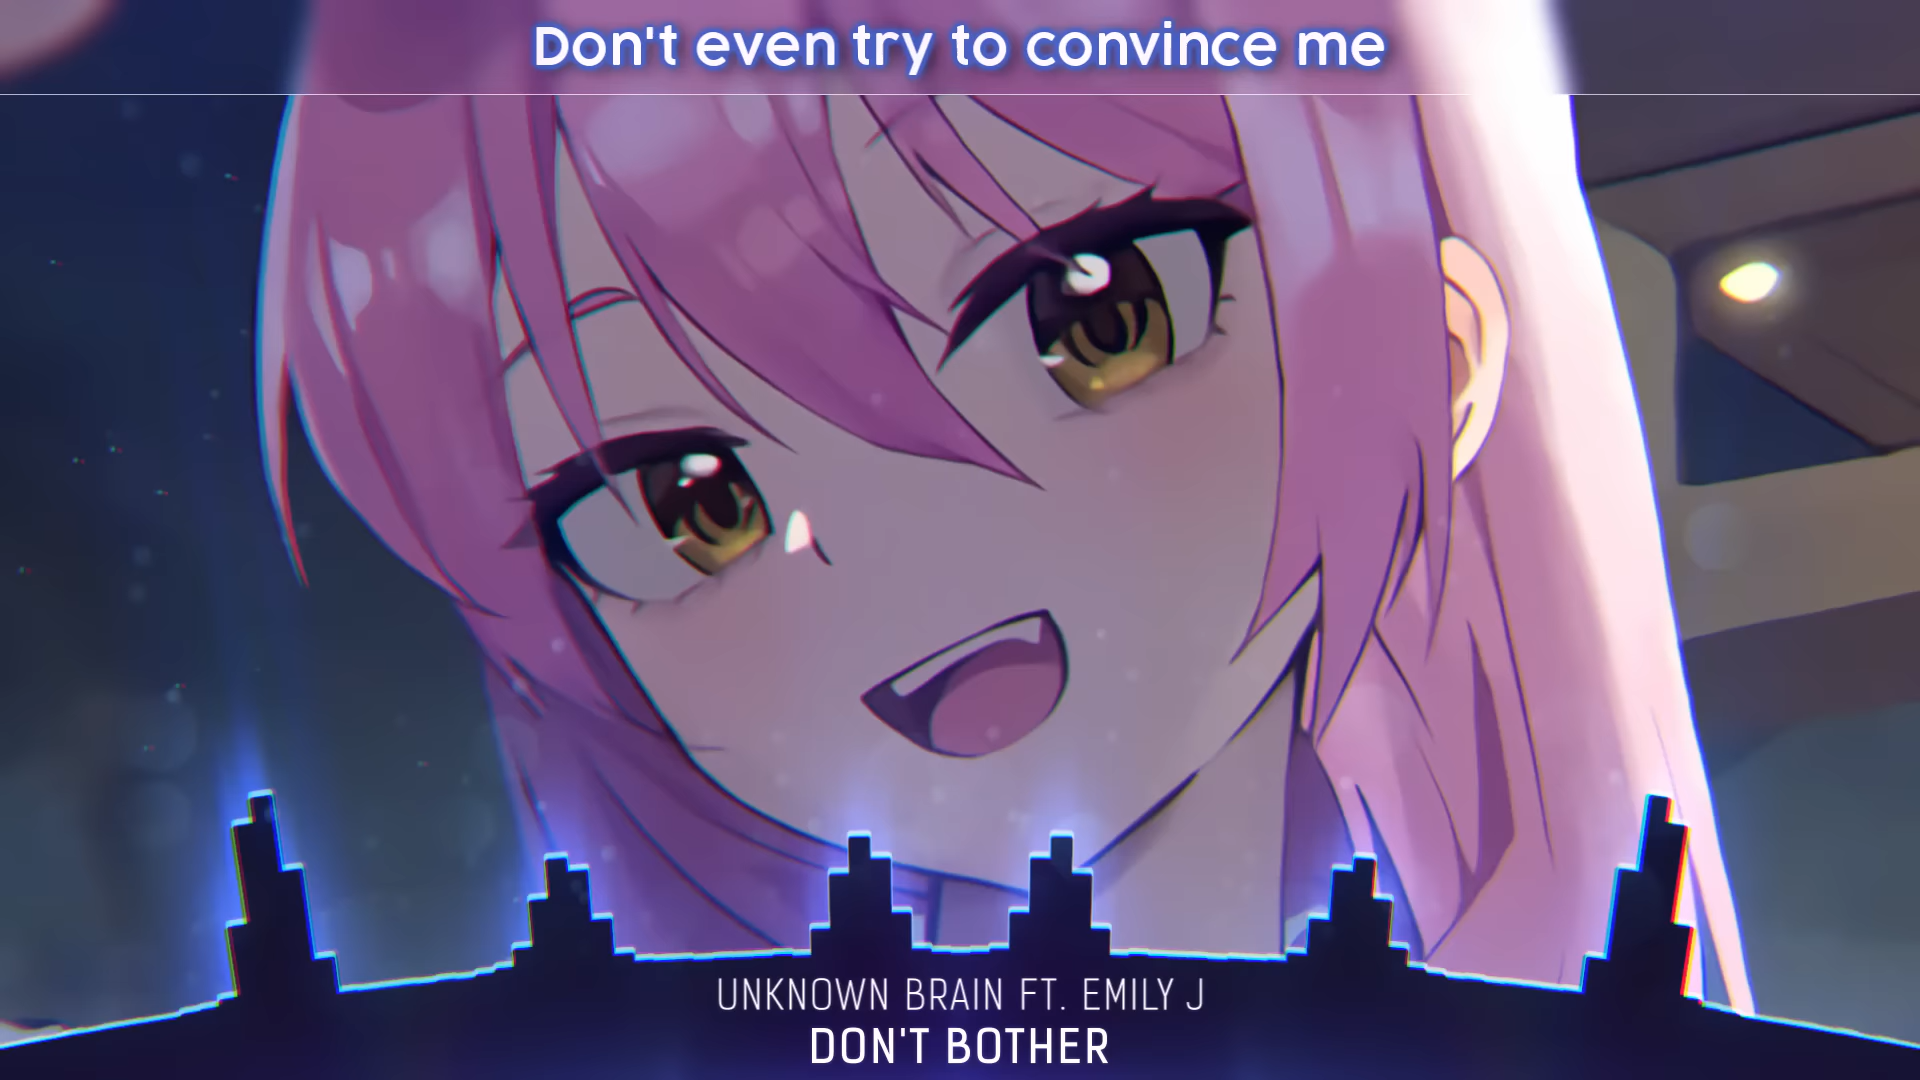 Don't even try to convince me
UNKNOWN BRAIN FT. EMILY J
DON'T BOTHER